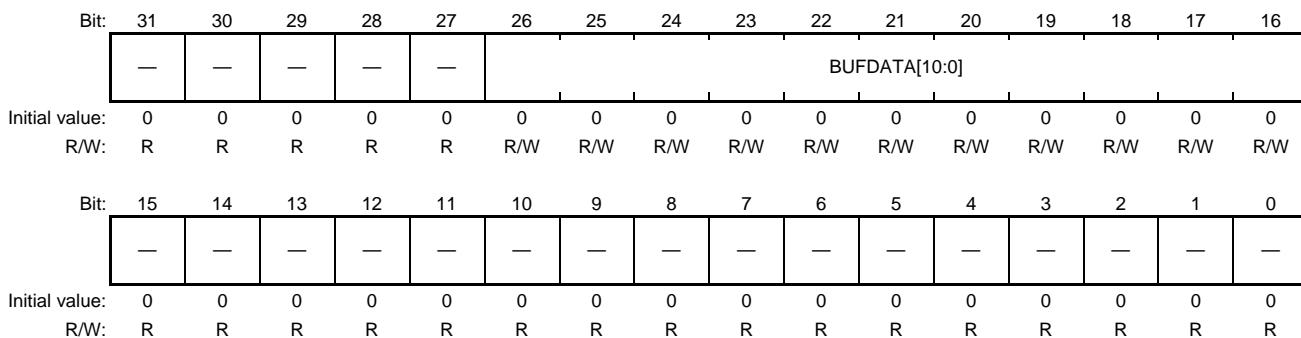 Bit: 31 30 29 28 27 26 25 24 23 22 21 20 19 18 17 16
— — — — — BUFDATA[10:0]
Initial value: 0 0 0 0 0 0 0 0 0 0 0 0 0 0 0 0
R/W: R R R R R R/W R/W R/W R/W R/W R/W R/W R/W R/W R/W R/W
Bit: 15 14 13 12 11 10 9 8 7 6 5 4 3 2 1 0
— — — — — — — — — — — — — — — —
Initial value: 0 0 0 0 0 0 0 0 0 0 0 0 0 0 0 0
R/W: R R R R R R R R R R R R R R R R